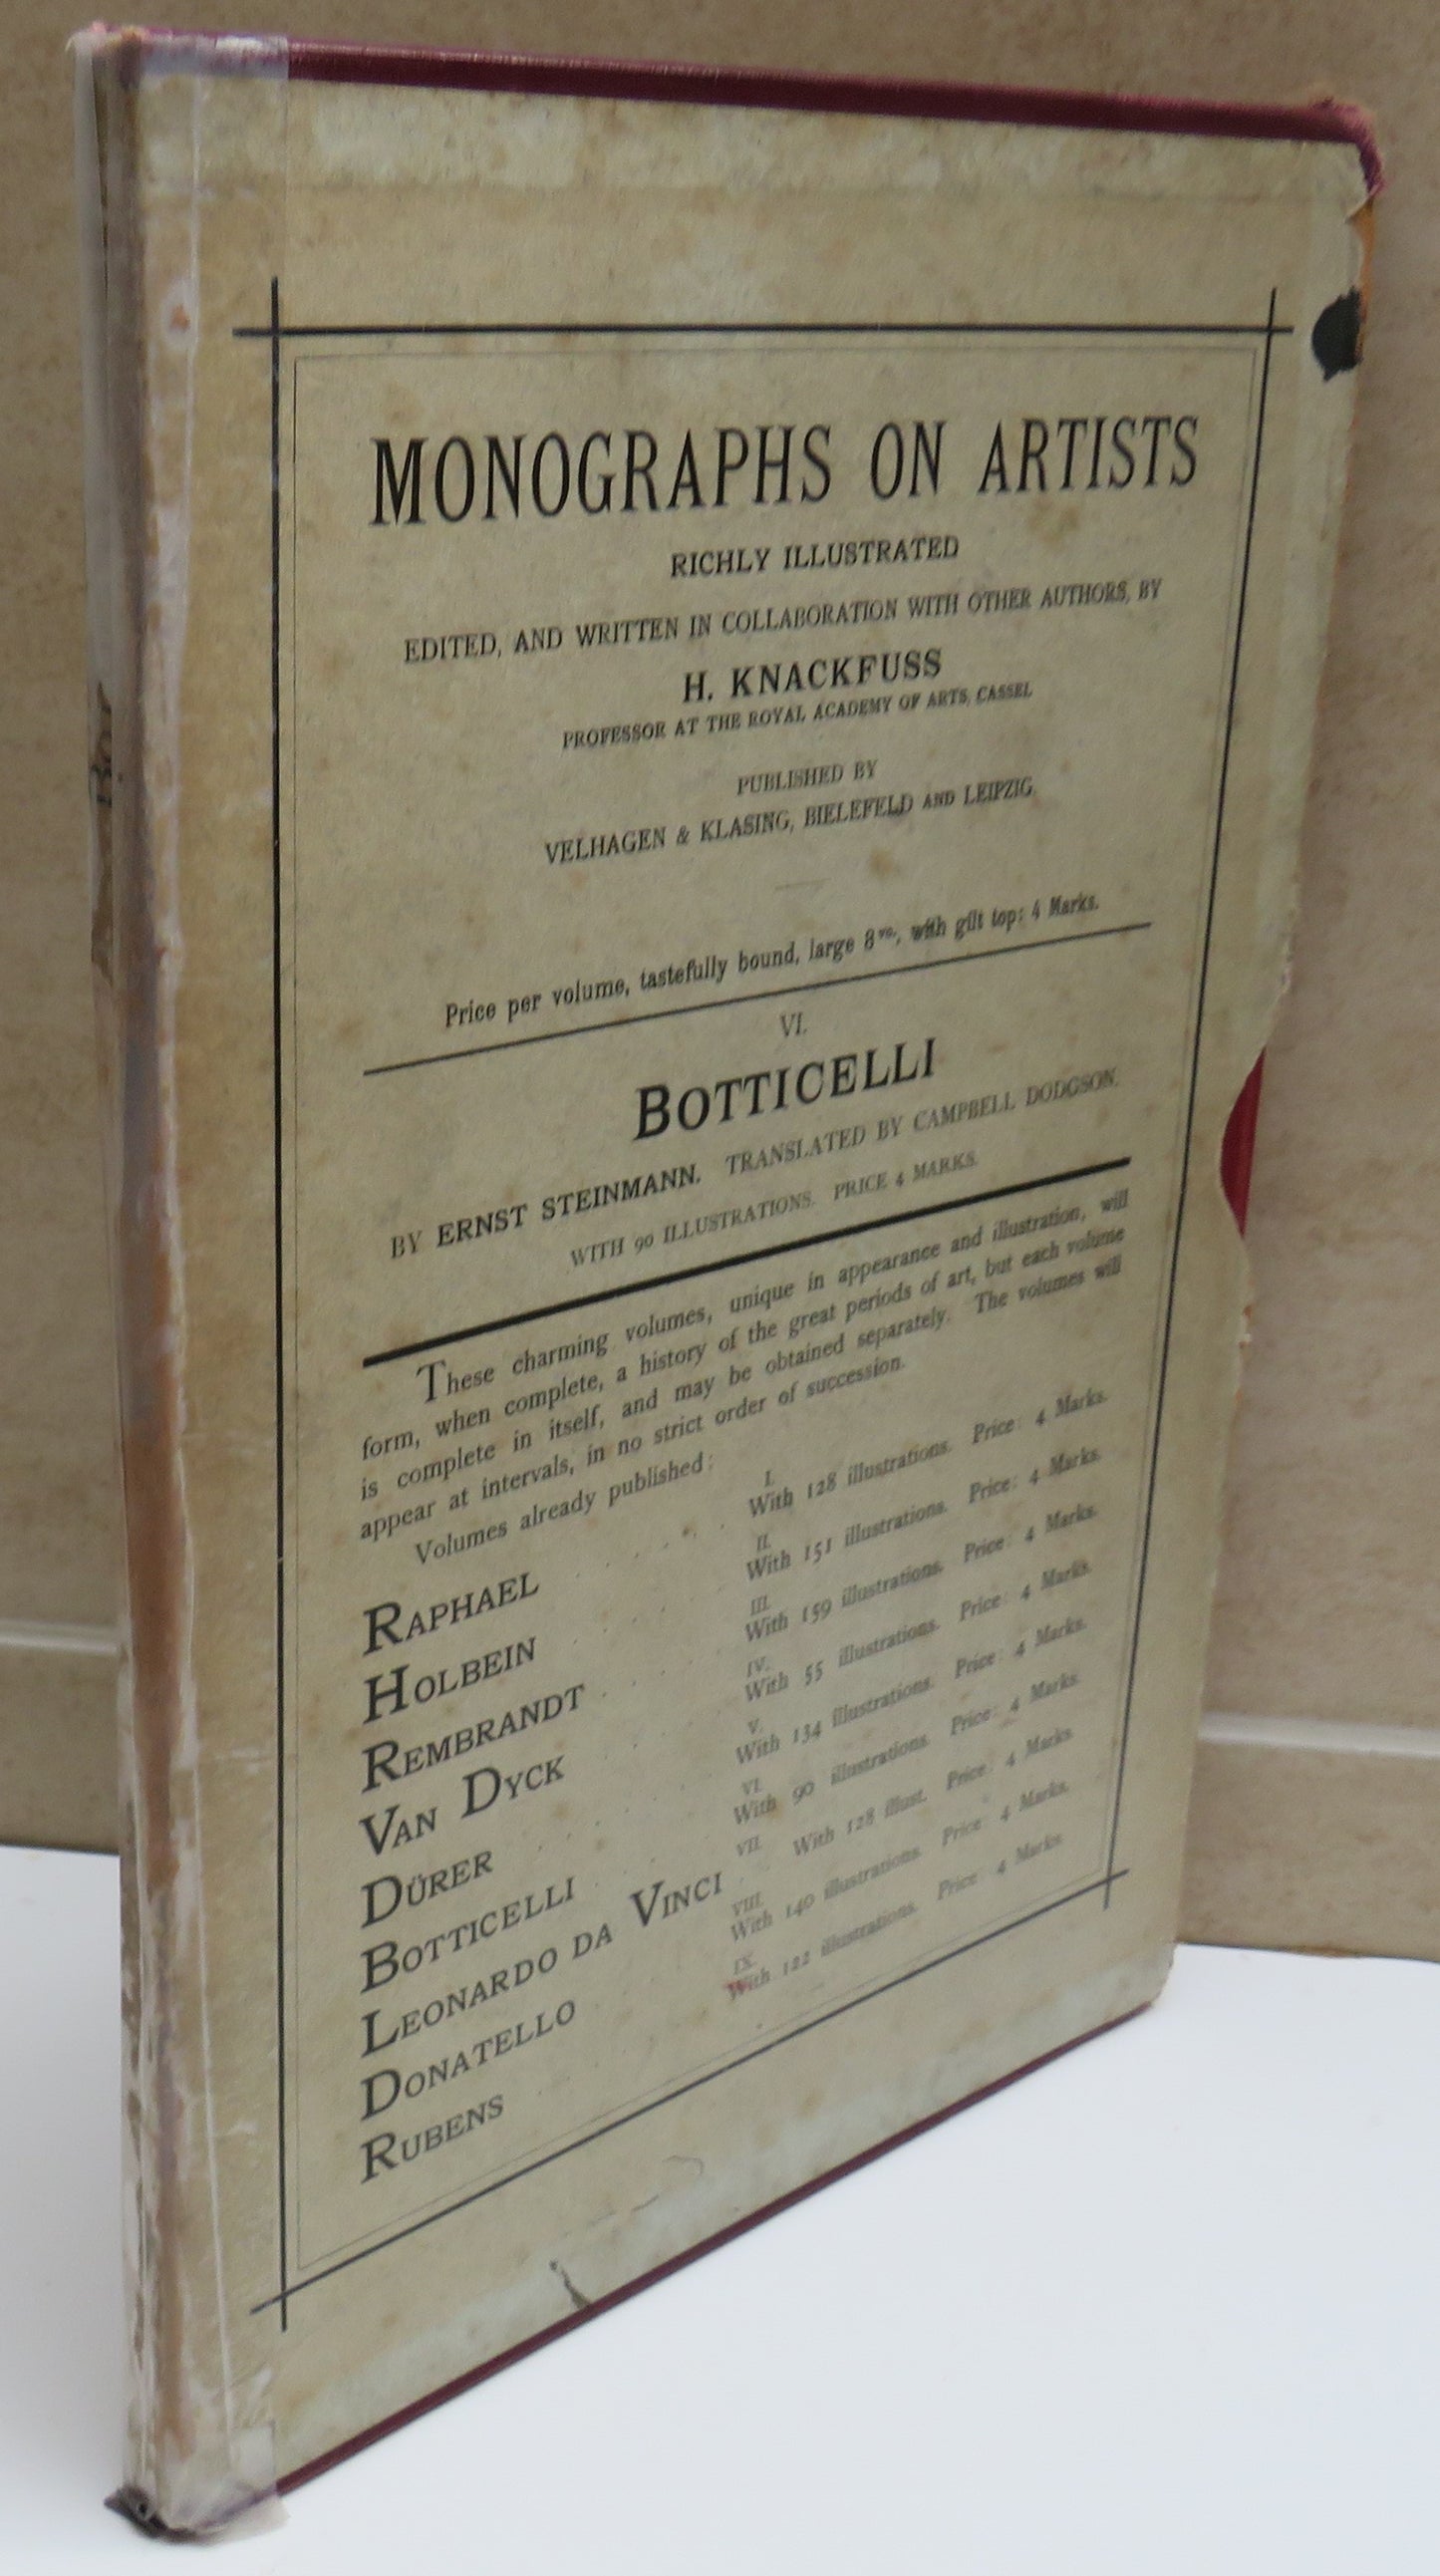 MONOGRAPHS ON ARTISTS
RICHLY ILLUSTRATED
EDITED, AND WRITTEN IN COLLABORATION WITH OTHER AUTHORS, BY
H. KNACKFUSS
PROFESSOR AT THE ROYAL ACADEMY OF ARTS, CASSEL
PUBLISHED BY
VELHAGEN & KLASING, BIELEFELD AND LEIPZIG.
Price per volume, tastefully bound, large 8vo., with gilt top: 4 Marks.
VI.
BOTTICELLI
BY ERNST STEINMANN. TRANSLATED BY CAMPBELL DODGSON.
WITH 90 ILLUSTRATIONS. PRICE 4 MARKS.
These charming volumes, unique in appearance and illustration, will
form, when complete, a history of the great periods of art, but each volume
is complete in itself, and may be obtained separately. The volumes will
appear at intervals, in no strict order of succession.
Volumes already published:
I.
RAPHAEL . . . . With 128 illustrations. Price: 4 Marks.
II.
HOLBEIN . . . . With 151 illustrations. Price: 4 Marks.
III.
REMBRANDT . . . With 159 illustrations. Price: 4 Marks.
IV.
VAN DYCK . . . With 55 illustrations. Price: 4 Marks.
V.
DÜRER . . . . With 134 illustrations. Price: 4 Marks.
VI.
BOTTICELLI . . . With 90 illustrations. Price: 4 Marks.
VII.
LEONARDO DA VINCI . With 128 illust. Price: 4 Marks.
VIII.
DONATELLO . . . With 140 illustrations. Price: 4 Marks.
IX.
RUBENS . . . . With 122 illustrations. Price: 4 Marks.